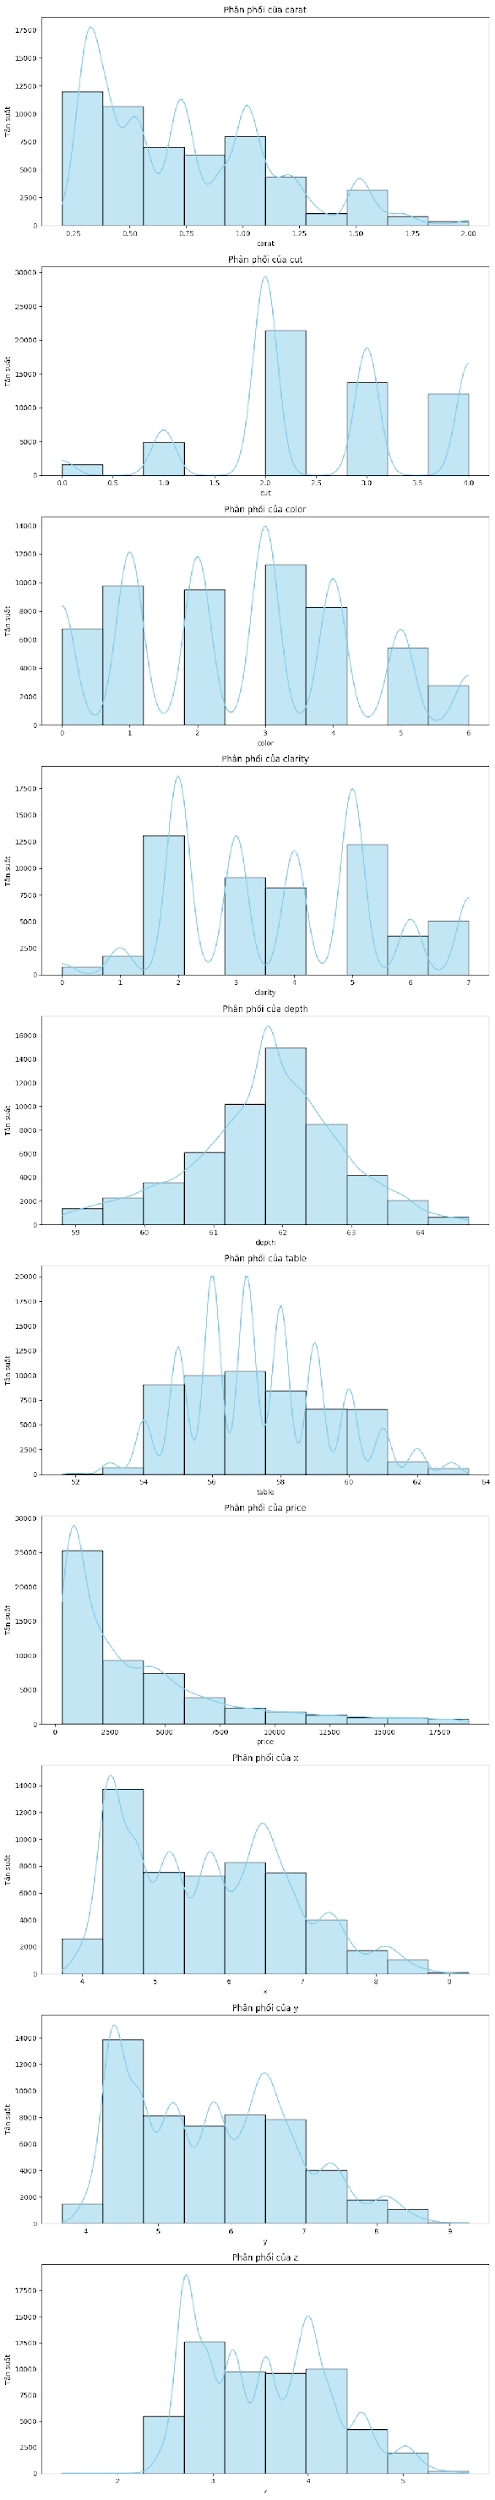 Phân phối của carat
Tần suất
17500
15000
12500
10000
7500
5000
2500
0
0.25 0.50 0.75 1.00 1.25 1.50 1.75 2.00
carat
Phân phối của cut
Tần suất
30000
25000
20000
15000
10000
5000
0
0.0 0.5 1.0 1.5 2.0 2.5 3.0 3.5 4.0
cut
Phân phối của color
Tần suất
14000
12000
10000
8000
6000
4000
2000
0
0 1 2 3 4 5 6
color
Phân phối của clarity
Tần suất
17500
15000
12500
10000
7500
5000
2500
0
0 1 2 3 4 5 6 7
clarity
Phân phối của depth
Tần suất
16000
14000
12000
10000
8000
6000
4000
2000
0
59 60 61 62 63 64
depth
Phân phối của table
Tần suất
20000
17500
15000
12500
10000
7500
5000
2500
0
52 54 56 58 60 62 64
table
Phân phối của price
Tần suất
30000
25000
20000
15000
10000
5000
0
0 2500 5000 7500 10000 12500 15000 17500
price
Phân phối của x
Tần suất
14000
12000
10000
8000
6000
4000
2000
0
4 5 6 7 8 9
x
Phân phối của y
Tần suất
14000
12000
10000
8000
6000
4000
2000
0
4 5 6 7 8 9
y
Phân phối của z
Tần suất
17500
15000
12500
10000
7500
5000
2500
0
2 3 4 5
z